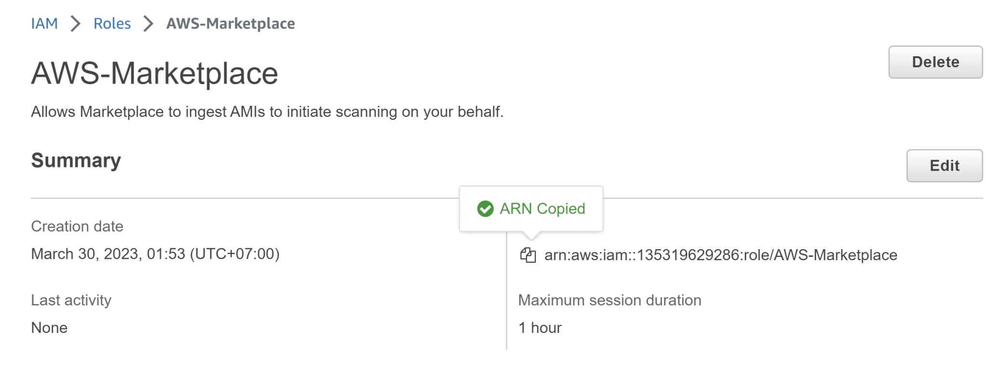 IAM > Roles > AWS-Marketplace
AWS-Marketplace
Delete
Allows Marketplace to ingest AMIs to initiate scanning on your behalf.
Summary
Edit
ARN Copied
Creation date
March 30, 2023, 01:53 (UTC+07:00)
arn:aws:iam::135319629286:role/AWS-Marketplace
Last activity
None
Maximum session duration
1 hour